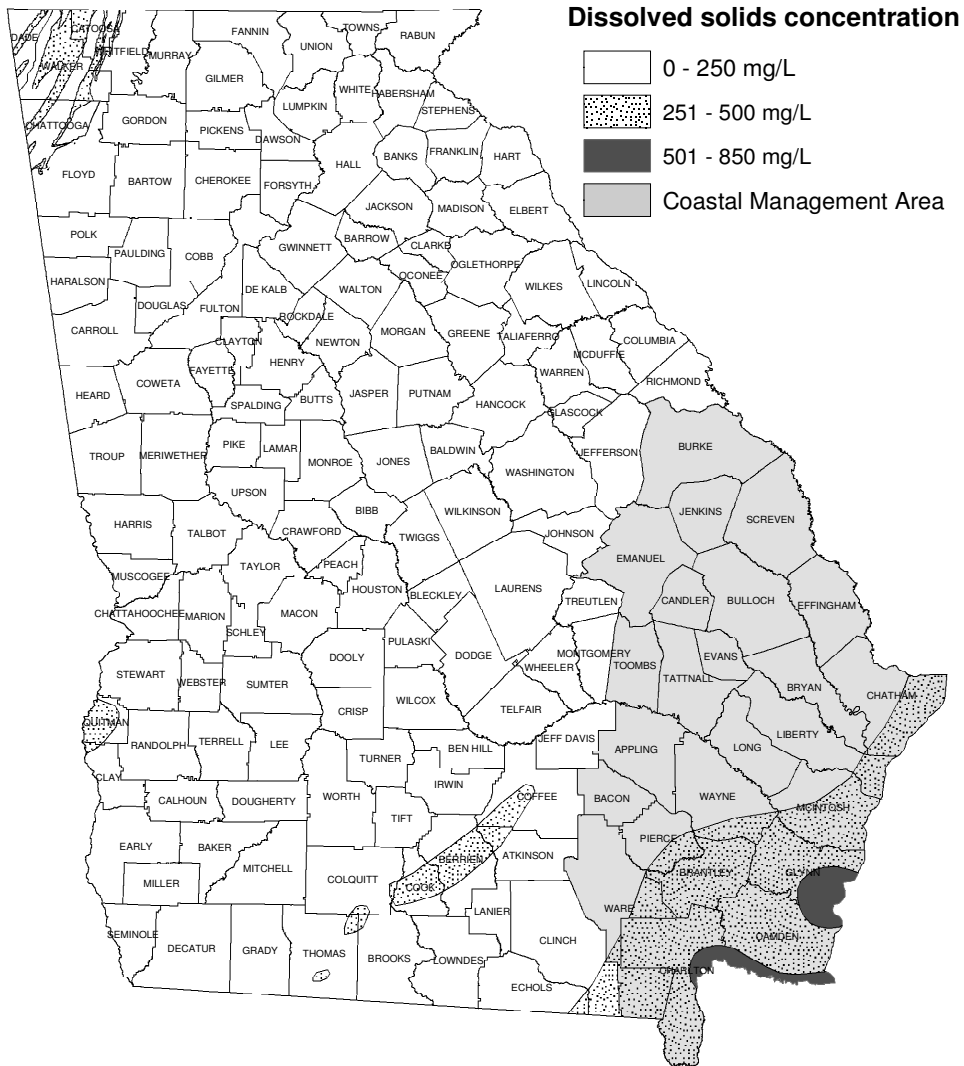 Dissolved solids concentration
0 - 250 mg/L
251 - 500 mg/L
501 - 850 mg/L
Coastal Management Area
DADE
CATOOSA
WHITFIELD
MURRAY
FANNIN
UNION
TOWNS
RABUN
WALKER
GILMER
LUMPKIN
WHITE
HABERSHAM
STEPHENS
CHATTOOGA
GORDON
PICKENS
DAWSON
HALL
BANKS
FRANKLIN
HART
FLOYD
BARTOW
CHEROKEE
FORSYTH
JACKSON
MADISON
ELBERT
POLK
PAULDING
COBB
GWINNETT
BARROW
CLARKE
OCONEE
OGLETHORPE
HARALSON
DOUGLAS
FULTON
DE KALB
WALTON
WILKES
LINCOLN
CARROLL
CLAYTON
ROCKDALE
NEWTON
MORGAN
GREENE
TALIAFERRO
MCDUFFIE
COLUMBIA
HEARD
COWETA
FAYETTE
HENRY
WARREN
RICHMOND
SPALDING
BUTTS
JASPER
PUTNAM
HANCOCK
GLASCOCK
TROUP
MERIWETHER
PIKE
LAMAR
MONROE
JONES
BALDWIN
WASHINGTON
JEFFERSON
BURKE
UPSON
HARRIS
TALBOT
CRAWFORD
BIBB
TWIGGS
WILKINSON
JOHNSON
JENKINS
SCREVEN
MUSCOGEE
TAYLOR
PEACH
HOUSTON
BLECKLEY
LAURENS
EMANUEL
CHATTAHOOCHEE
MARION
SCHLEY
MACON
TREUTLEN
CANDLER
BULLOCH
EFFINGHAM
STEWART
WEBSTER
SUMTER
DOOLY
PULASKI
DODGE
WHEELER
MONTGOMERY
TOOMBS
TATTNALL
EVANS
BRYAN
CHATHAM
QUITMAN
RANDOLPH
TERRELL
LEE
CRISP
WILCOX
TELFAIR
JEFF DAVIS
APPLING
LONG
LIBERTY
CLAY
CALHOUN
DOUGHERTY
WORTH
TURNER
BEN HILL
IRWIN
COFFEE
BACON
WAYNE
MCINTOSH
EARLY
BAKER
MITCHELL
TIFT
BERRIEN
ATKINSON
PIERCE
BRANTLEY
GLYNN
MILLER
COLQUITT
COOK
LANIER
WARE
SEMINOLE
DECATUR
GRADY
THOMAS
BROOKS
LOWNDES
CLINCH
ECHOLS
CHARLTON
CAMDEN